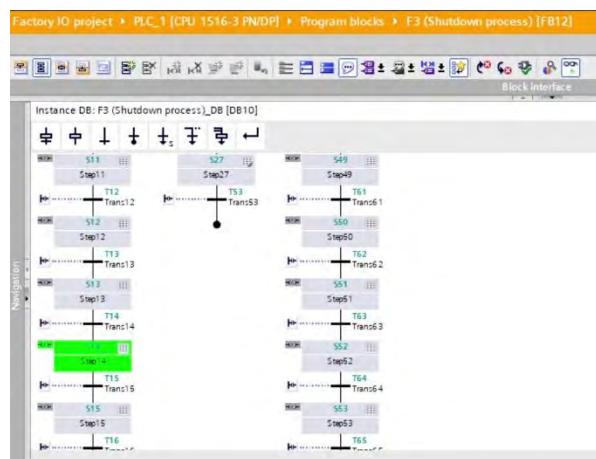 Factory IO project ▸ PLC_1 [CPU 1516-3 PN/DP] ▸ Program blocks ▸ F3 (Shutdown process) [FB12]
Block interface
Instance DB: F3 (Shutdown process)_DB [DB10]
S11
Step11
T12
Trans12
S12
Step12
T13
Trans13
S13
Step13
T14
Trans14
Step14
T15
Trans15
S15
Step15
T16
S27
Step27
T53
Trans53
S49
Step49
T61
Trans61
S50
Step50
T62
Trans62
S51
Step51
T63
Trans63
S52
Step52
T64
Trans64
S53
Step53
T65
Navigation